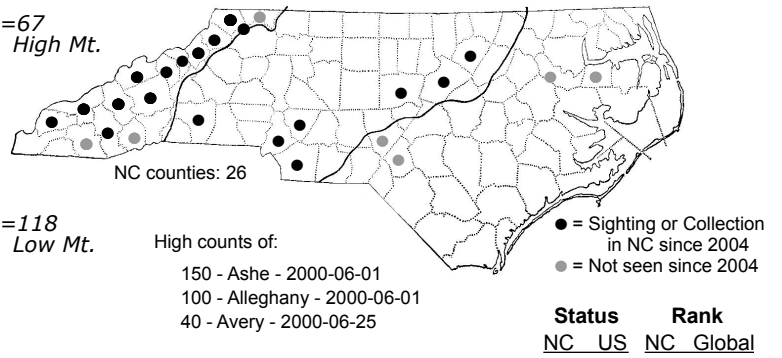 =67
High Mt.
NC counties: 26
=118
Low Mt.
High counts of:
150 - Ashe - 2000-06-01
100 - Alleghany - 2000-06-01
40 - Avery - 2000-06-25
= Sighting or Collection
in NC since 2004
= Not seen since 2004
Status Rank
NC US NC Global